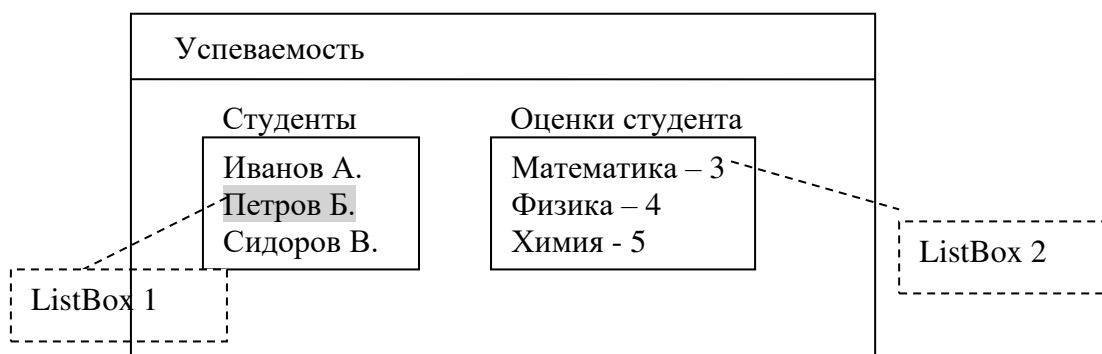 Успеваемость
Студенты
Оценки студента
Иванов А.
Петров Б.
Сидоров В.
Математика – 3
Физика – 4
Химия - 5
ListBox 1
ListBox 2